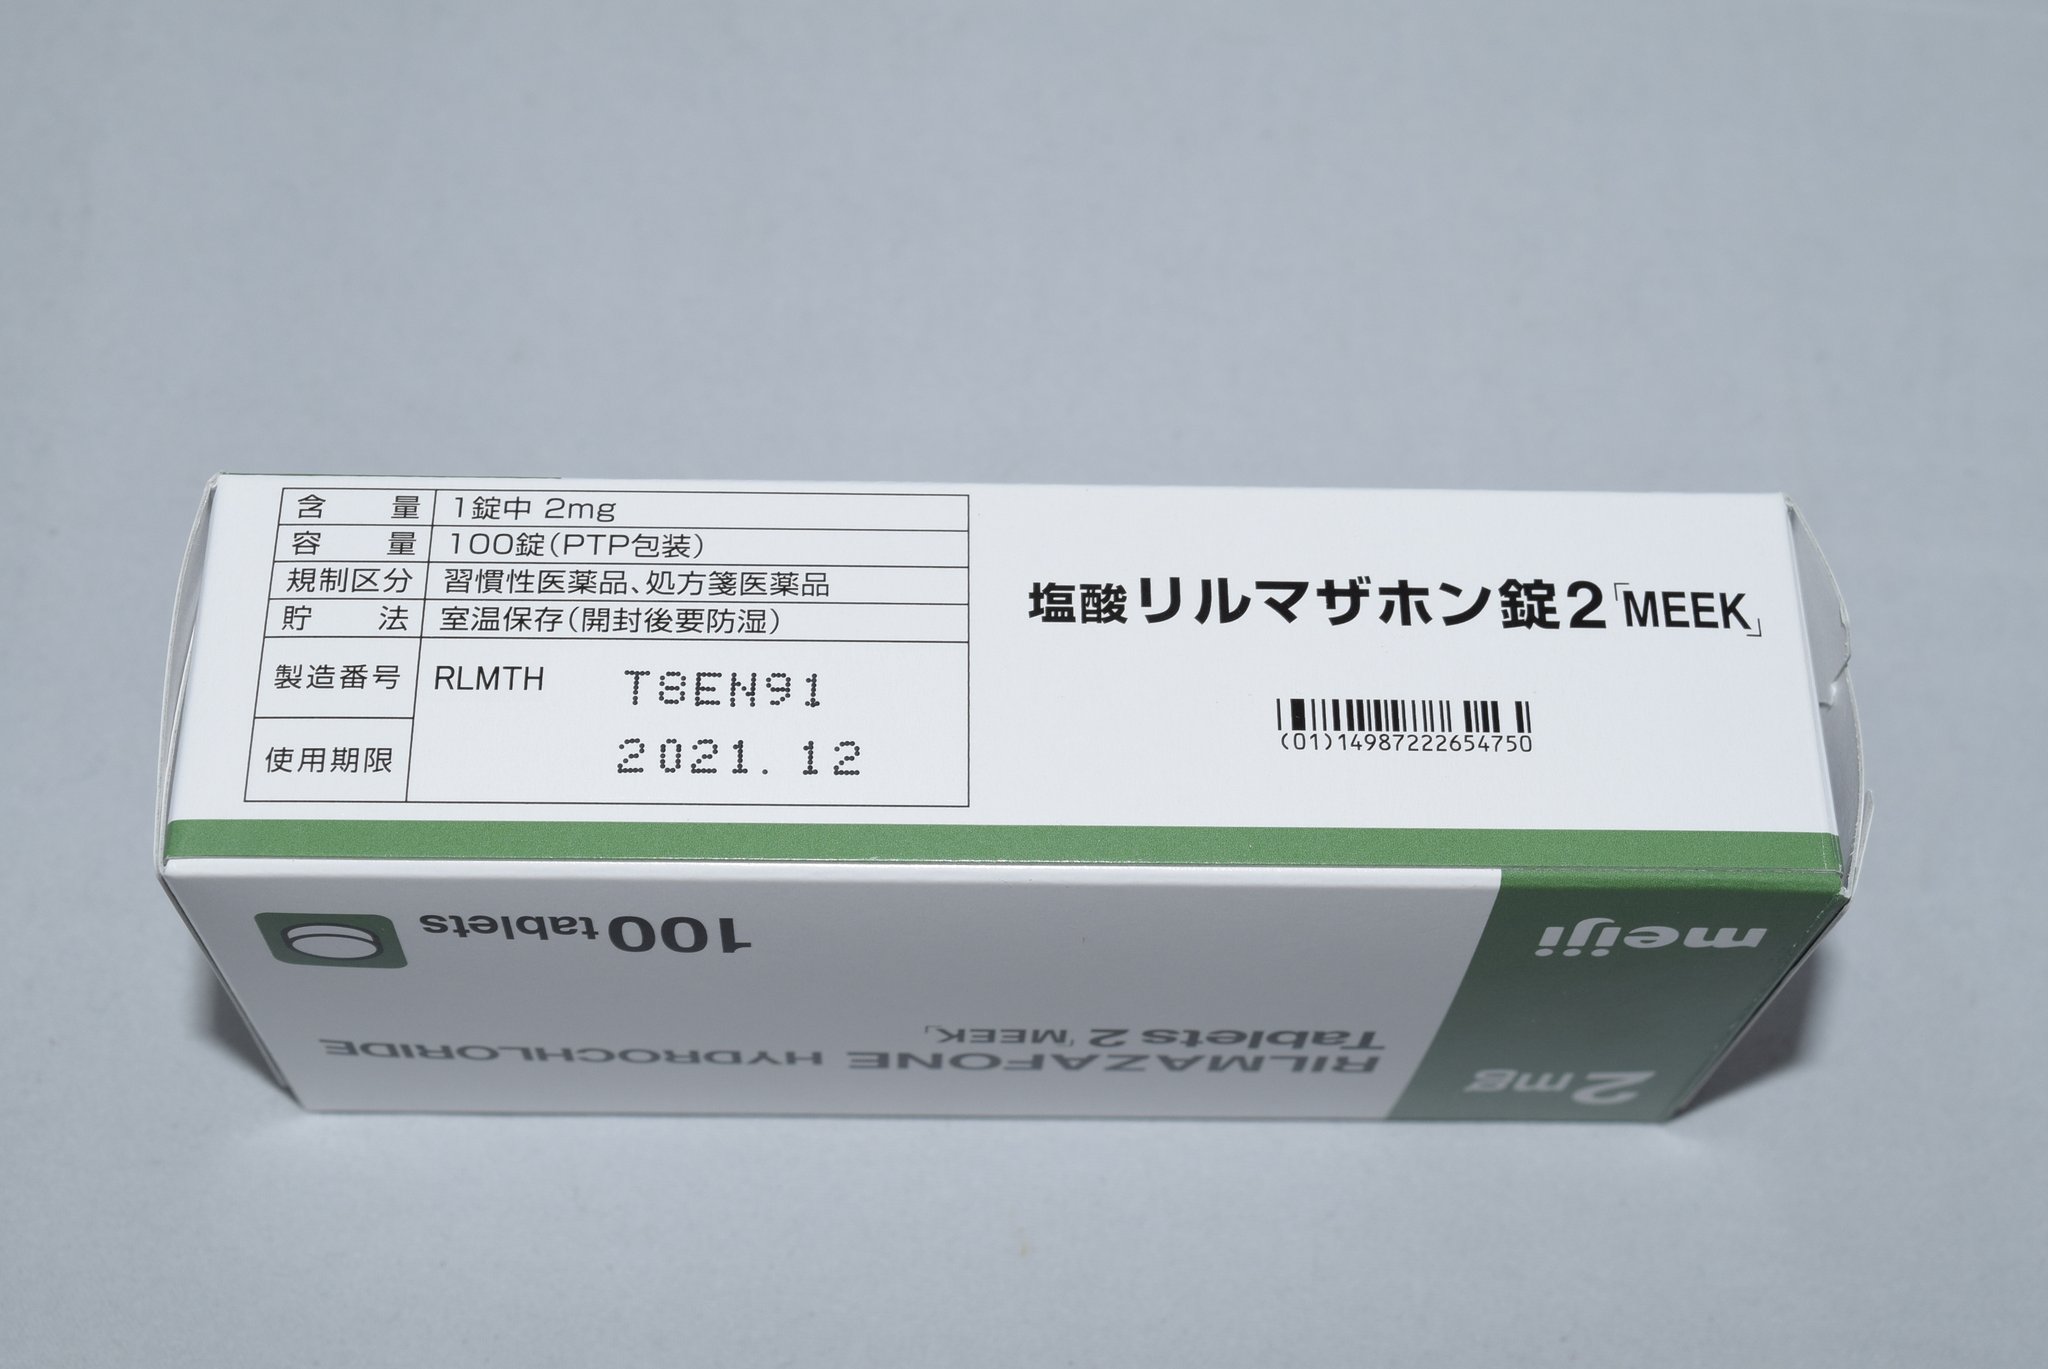 含量 1錠中 2mg
容量 100錠(PTP包装)
規制区分 習慣性医薬品、処方箋医薬品
貯法 室温保存(開封後要防湿)
製造番号 RLMTH T8EN91
使用期限 2021.12
塩酸リルマザホン錠2「MEEK」
(01)14987222654750
100 tablets
meiji
RILMAZAFONE HYDROCHLORIDE
Tablets 2「MEEK」
2mg